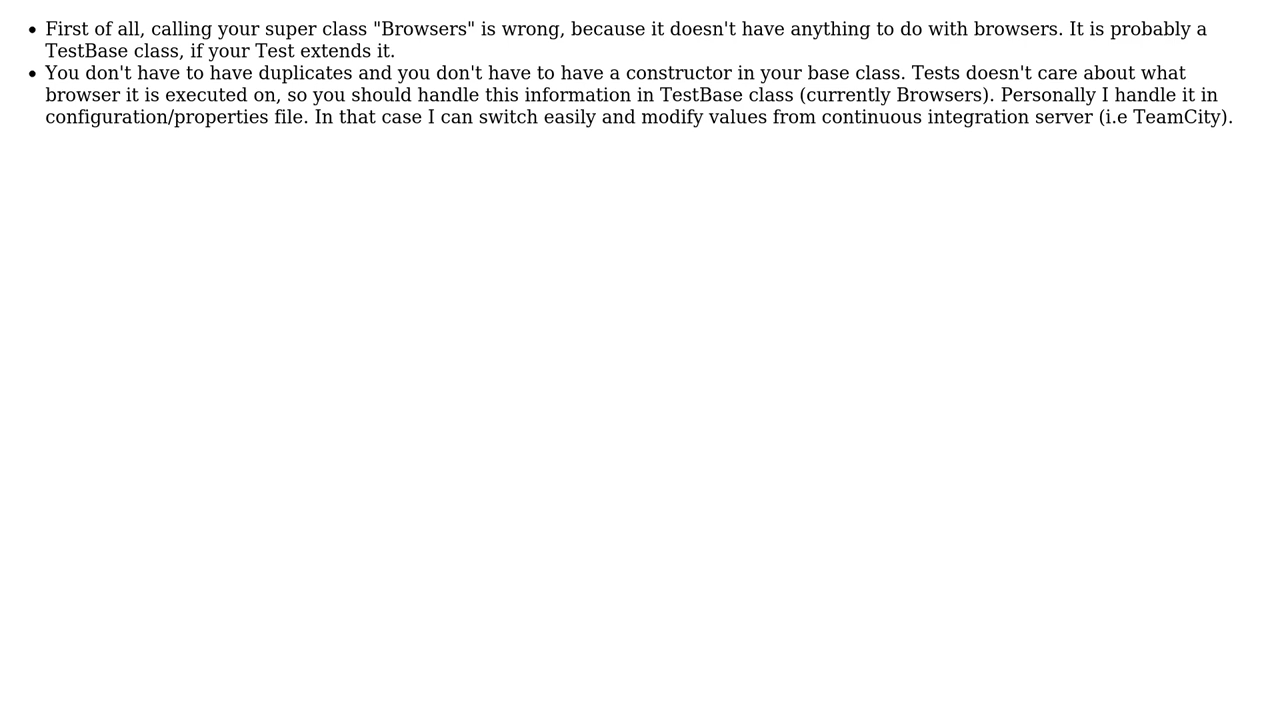 • First of all, calling your super class "Browsers" is wrong, because it doesn't have anything to do with browsers. It is probably a
TestBase class, if your Test extends it.
• You don't have to have duplicates and you don't have to have a constructor in your base class. Tests doesn't care about what
browser it is executed on, so you should handle this information in TestBase class (currently Browsers). Personally I handle it in
configuration/properties file. In that case I can switch easily and modify values from continuous integration server (i.e TeamCity).